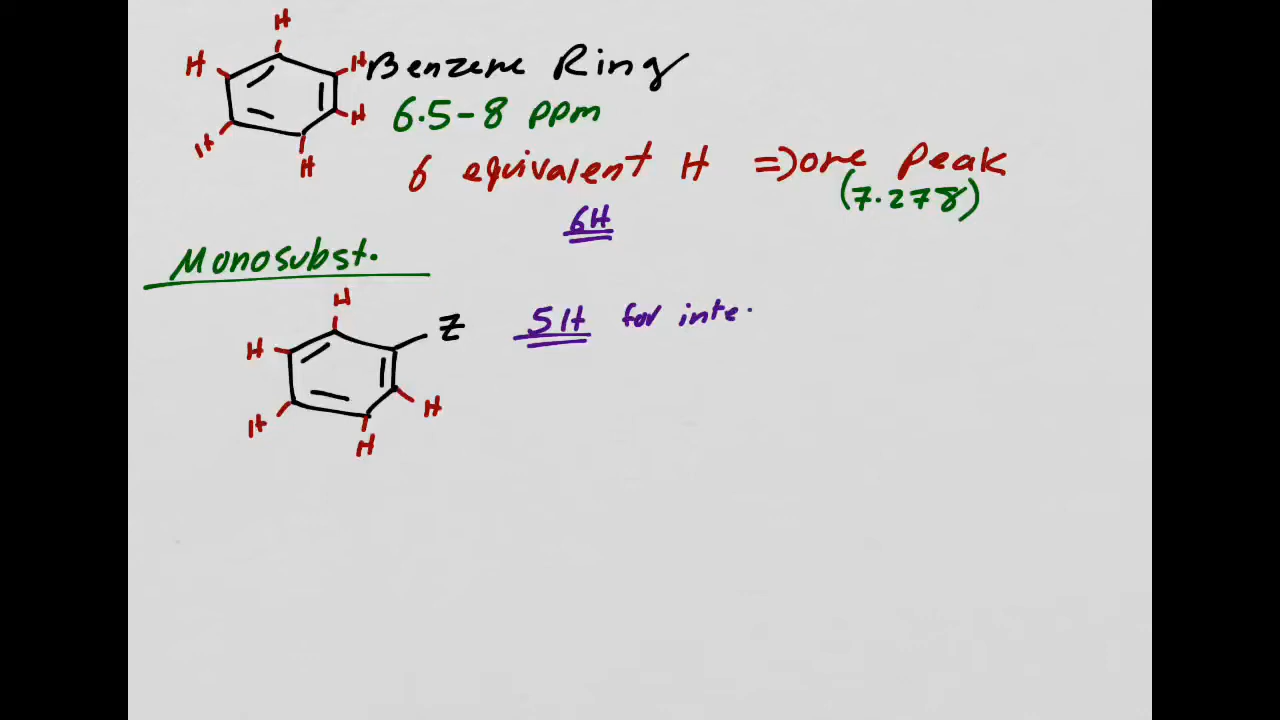 H
H H Benzene Ring
6.5-8 ppm
H H
H
6 equivalent H => one Peak
(7.278)
6H
Monosubst.
H
Z
5H for inte.
H
H
H
H